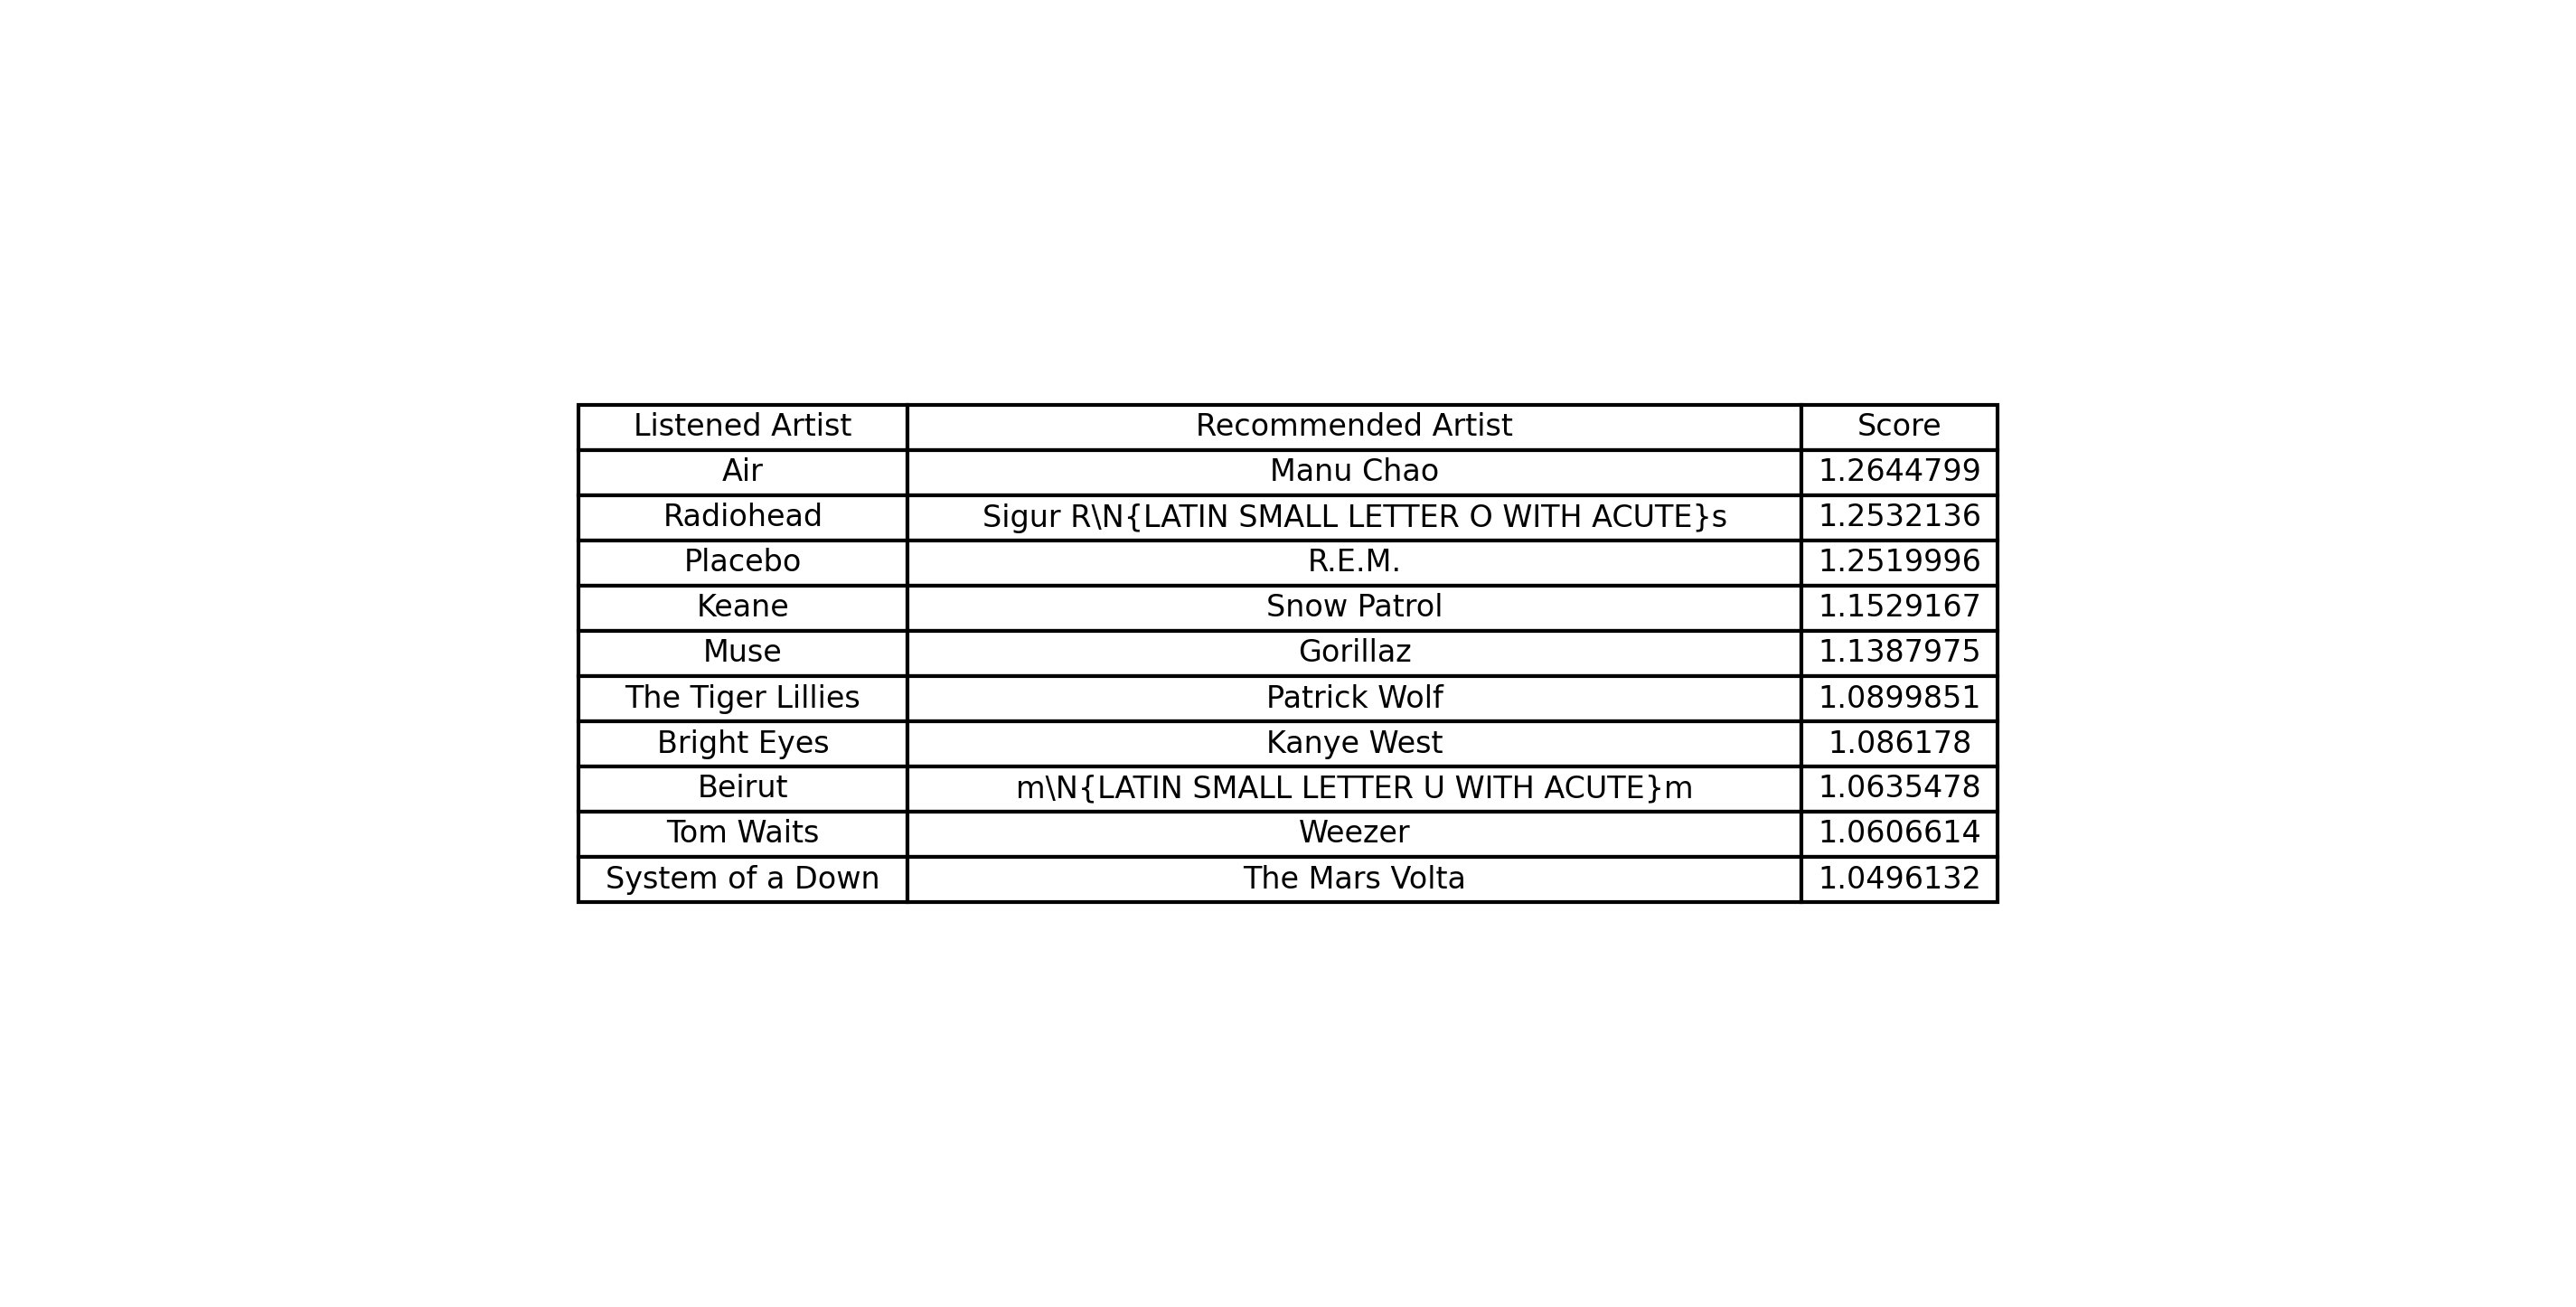 Listened Artist Recommended Artist Score
Air Manu Chao 1.2644799
Radiohead Sigur R\N{LATIN SMALL LETTER O WITH ACUTE}s 1.2532136
Placebo R.E.M. 1.2519996
Keane Snow Patrol 1.1529167
Muse Gorillaz 1.1387975
The Tiger Lillies Patrick Wolf 1.0899851
Bright Eyes Kanye West 1.086178
Beirut m\N{LATIN SMALL LETTER U WITH ACUTE}m 1.0635478
Tom Waits Weezer 1.0606614
System of a Down The Mars Volta 1.0496132